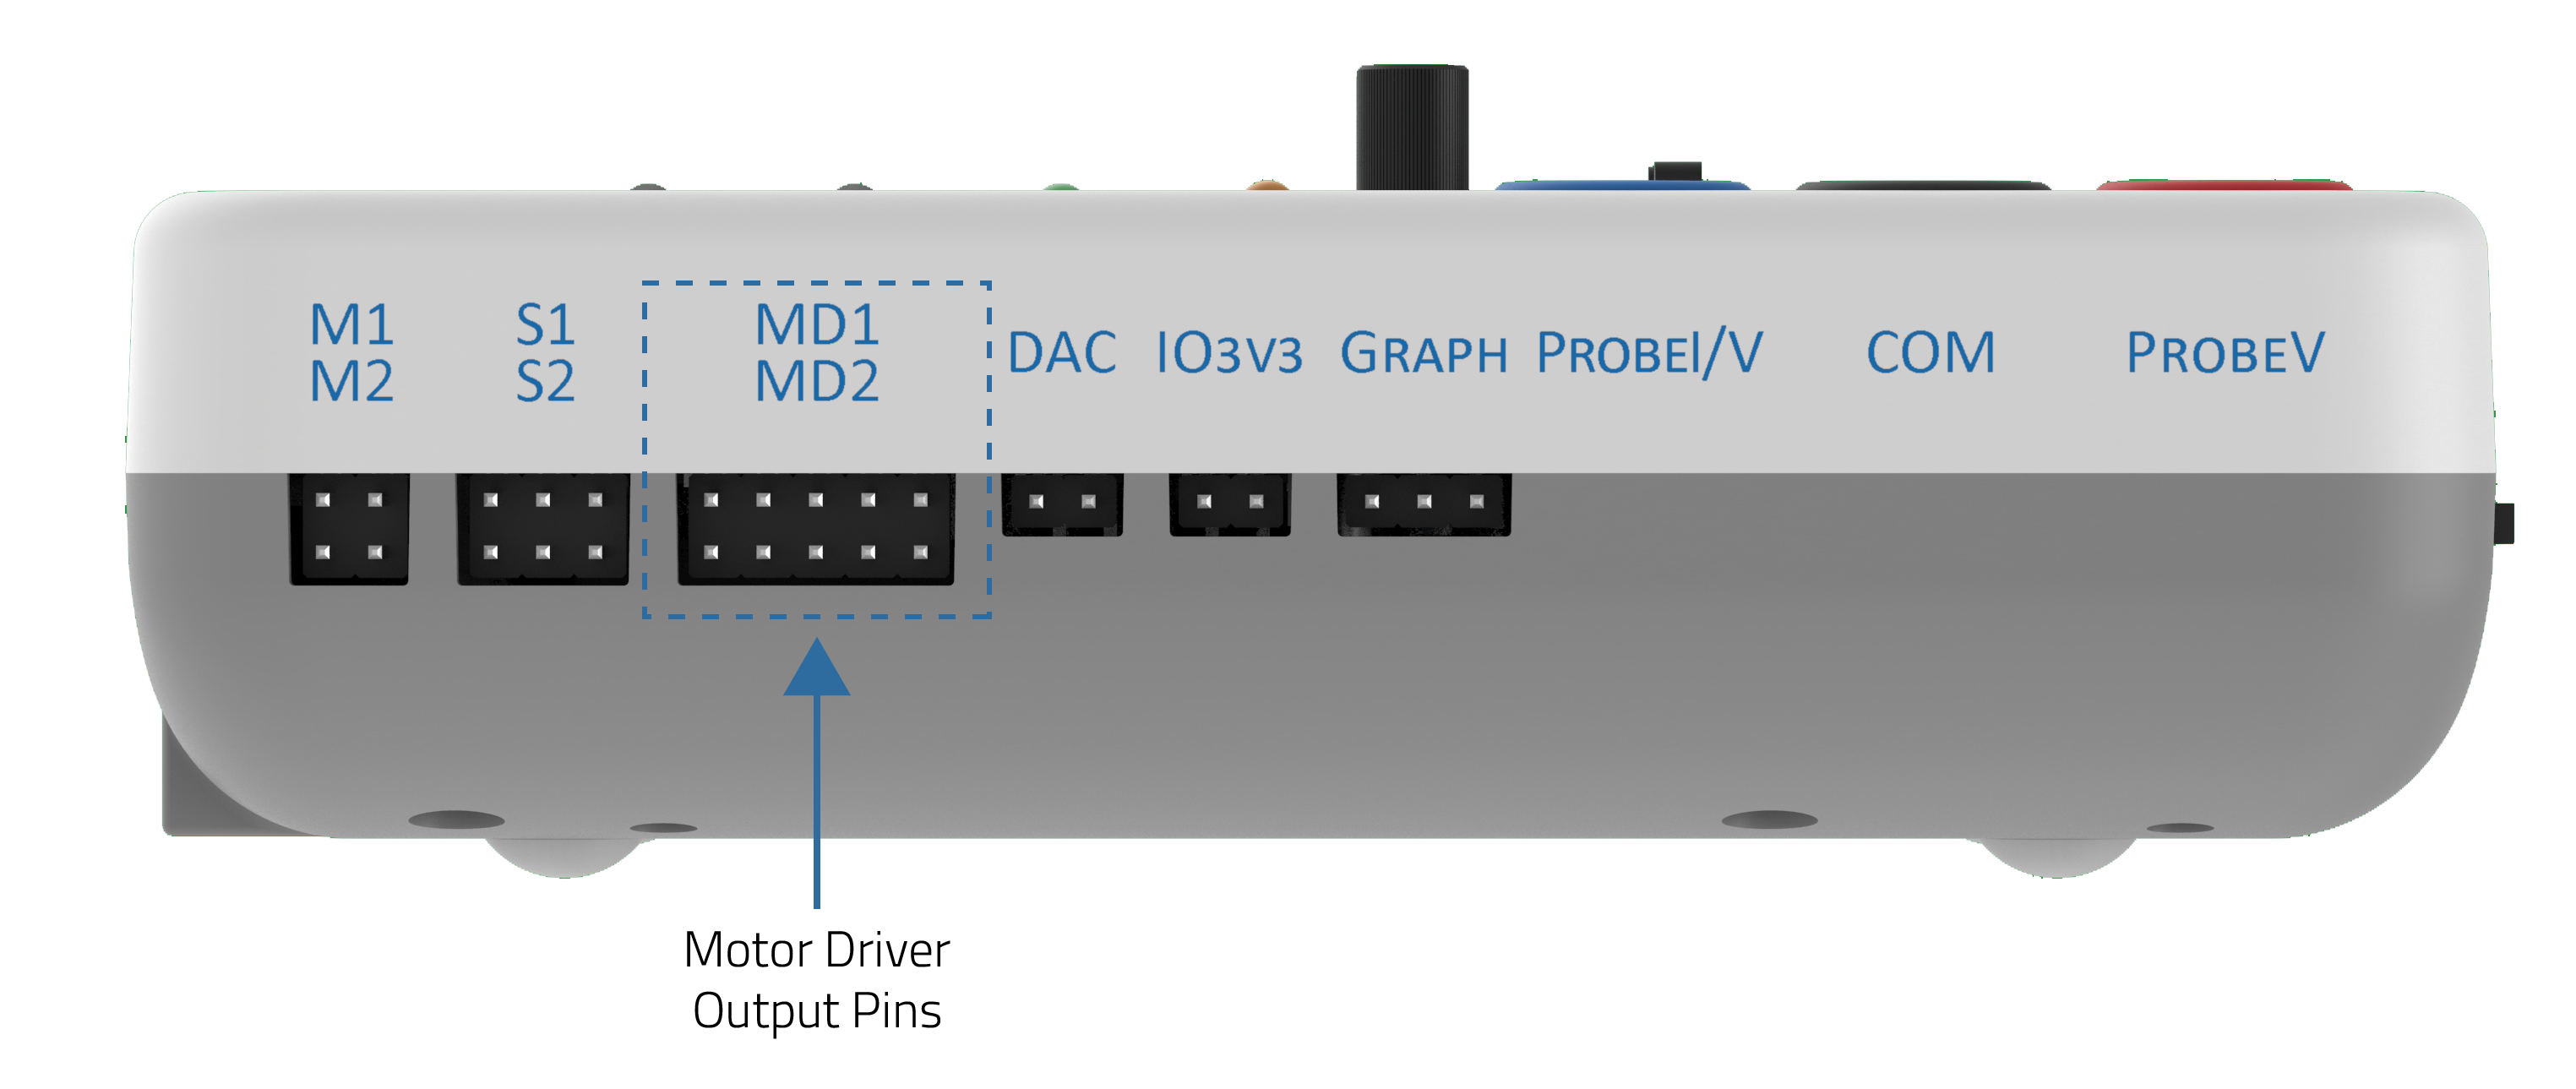 M1
M2
S1
S2
MD1
MD2
DAC
IO3V3
GRAPH
PROBEI/V
COM
PROBEV
Motor Driver
Output Pins